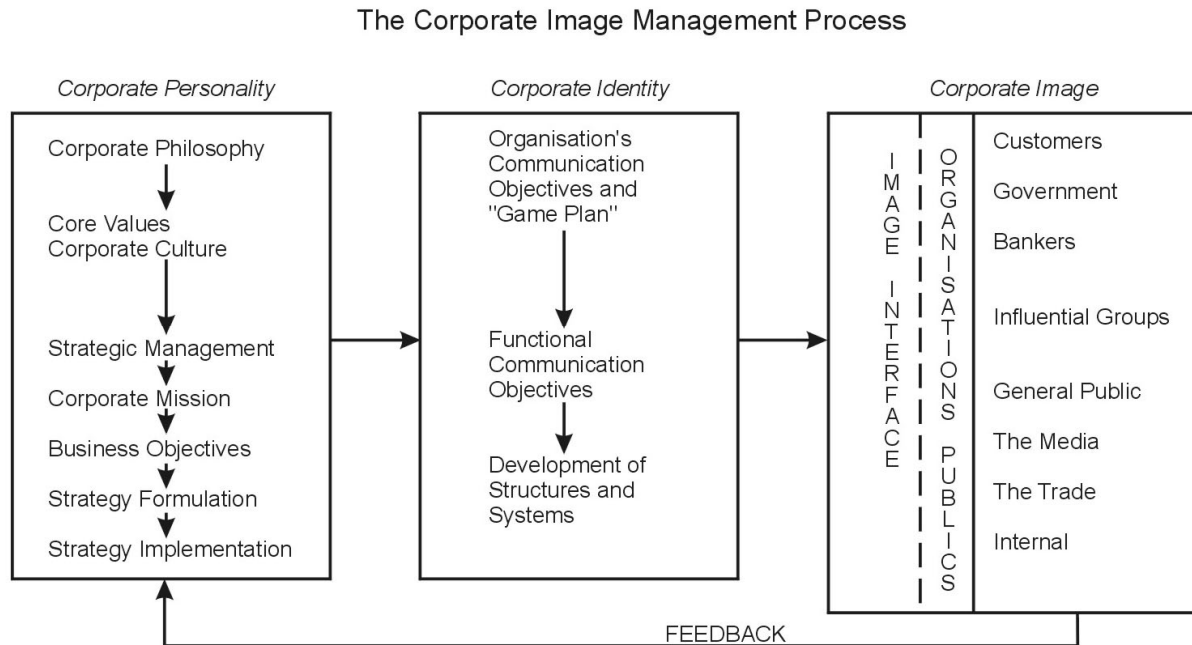 The Corporate Image Management Process
Corporate Personality
Corporate Philosophy
Core Values
Corporate Culture
Strategic Management
Corporate Mission
Business Objectives
Strategy Formulation
Strategy Implementation
Corporate Identity
Organisation's
Communication
Objectives and
"Game Plan"
Functional
Communication
Objectives
Development of
Structures and
Systems
Corporate Image
IMAGE INTERFACE
ORGANISATIONS PUBLICS
Customers
Government
Bankers
Influential Groups
General Public
The Media
The Trade
Internal
FEEDBACK